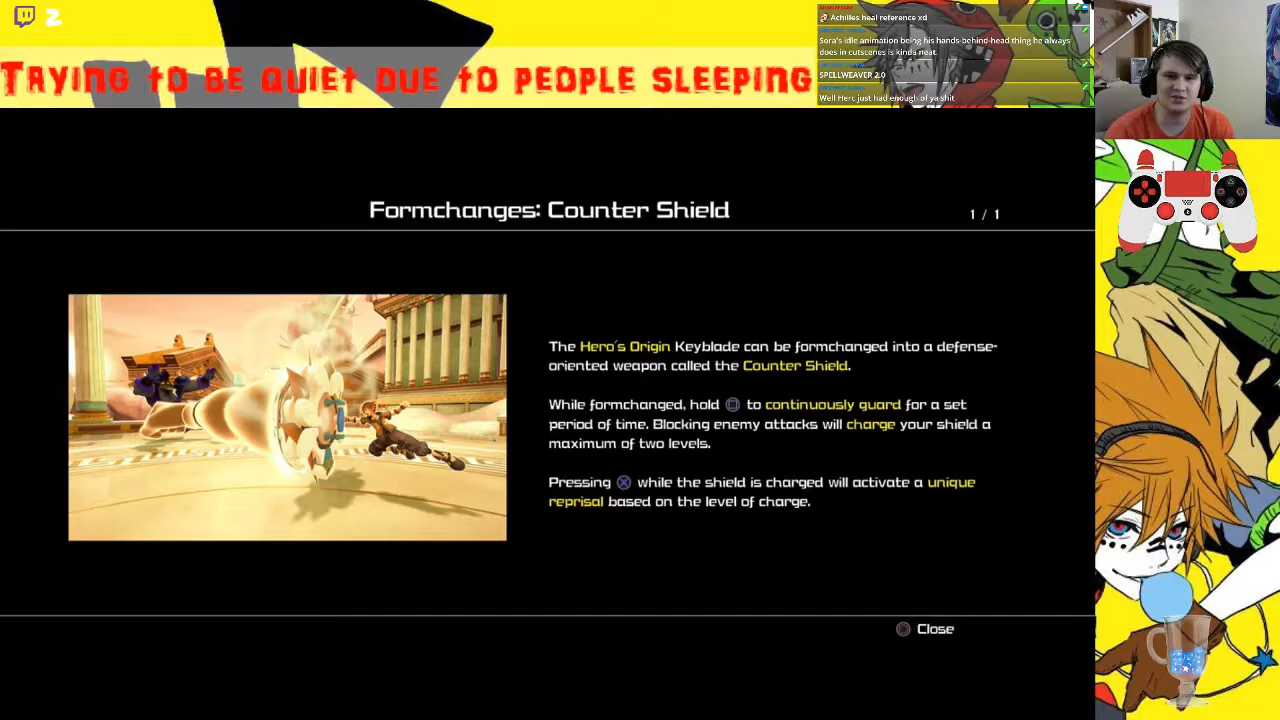 2
Achilles heal reference xd
Sora's idle animation being his hands-behind-head thing he always
does in cutscenes is kinda neat.
SPELLWEAVER 2.0
Well Herc just had enough of ya shit
Trying to be quiet due to people sleeping
Formchanges: Counter Shield
1 / 1
The Hero's Origin Keyblade can be formchanged into a defense-
oriented weapon called the Counter Shield.
While formchanged, hold to continuously guard for a set
period of time. Blocking enemy attacks will charge your shield a
maximum of two levels.
Pressing while the shield is charged will activate a unique
reprisal based on the level of charge.
Close